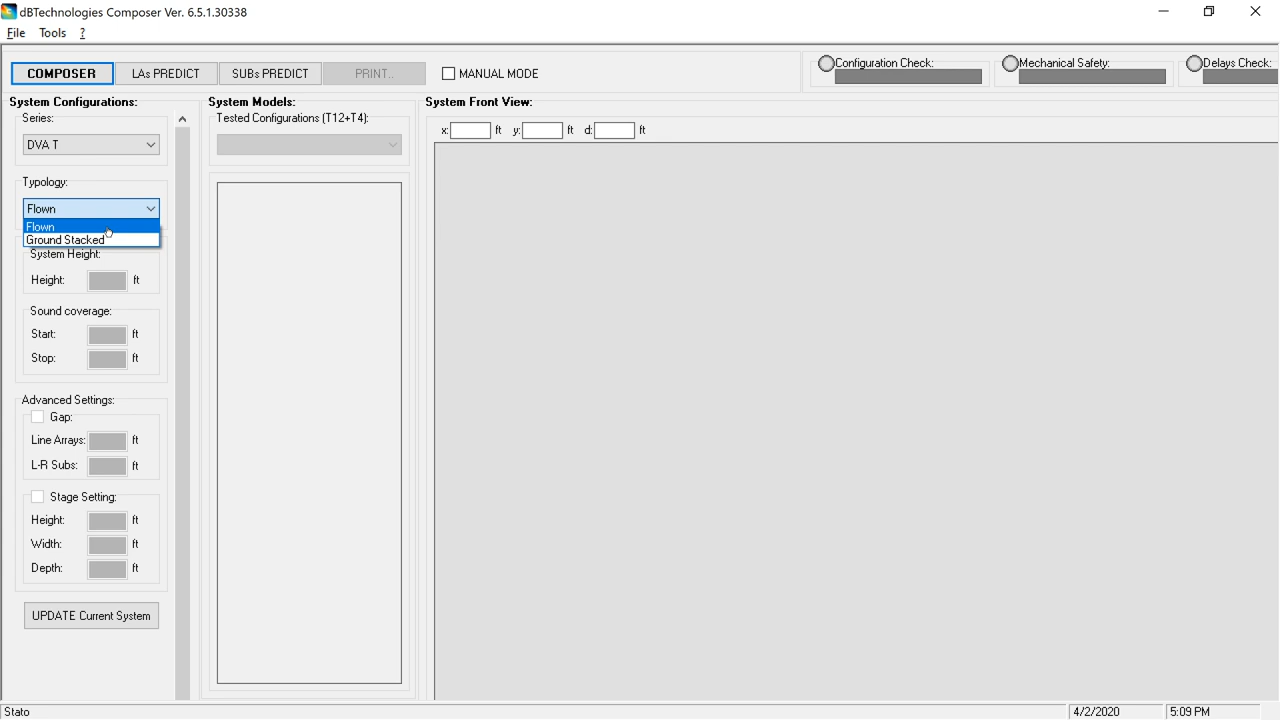 dBTechnologies Composer Ver. 6.5.1.30338
File Tools ?
COMPOSER LAs PREDICT SUBs PREDICT PRINT.. MANUAL MODE
Configuration Check: Mechanical Safety: Delays Check:
System Configurations: System Models: System Front View:
Series: Tested Configurations (T12+T4):
DVA T
x: ft y: ft d: ft
Typology:
Flown
Flown
Ground Stacked
System Height:
Height: ft
Sound coverage:
Start: ft
Stop: ft
Advanced Settings:
Gap:
Line Arrays: ft
L-R Subs: ft
Stage Setting:
Height: ft
Width: ft
Depth: ft
UPDATE Current System
Stato 4/2/2020 5:09 PM